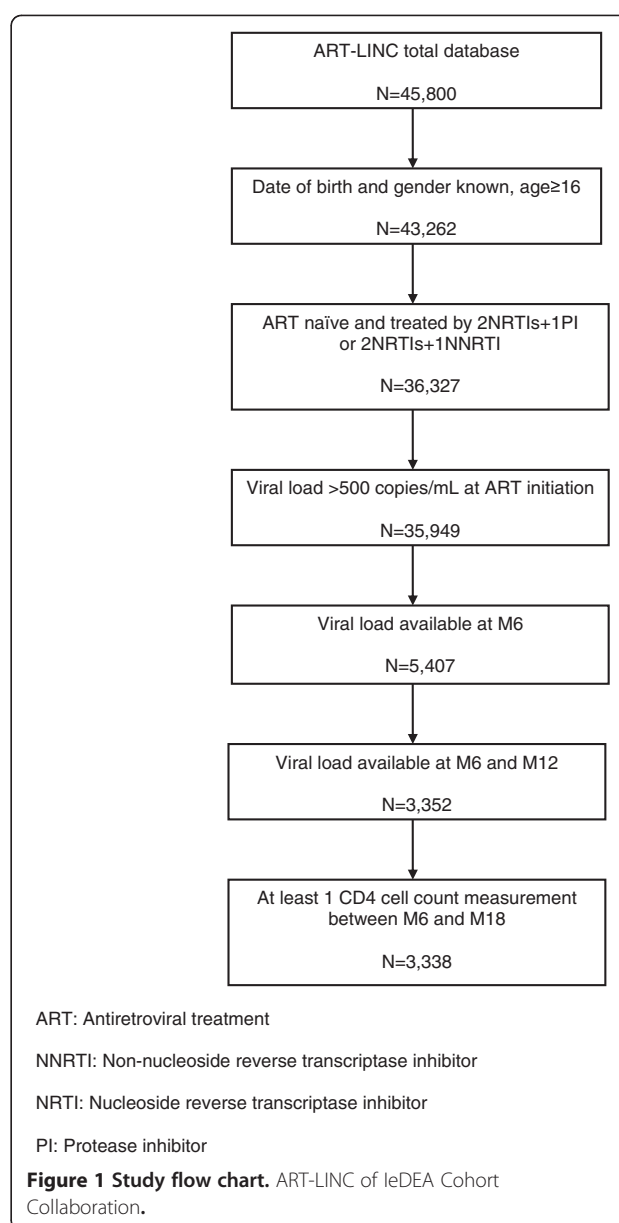 ART-LINC total database
N=45,800
Date of birth and gender known, age≥16
N=43,262
ART naïve and treated by 2NRTIs+1PI
or 2NRTIs+1NNRTI
N=36,327
Viral load >500 copies/mL at ART initiation
N=35,949
Viral load available at M6
N=5,407
Viral load available at M6 and M12
N=3,352
At least 1 CD4 cell count measurement
between M6 and M18
N=3,338
ART: Antiretroviral treatment
NNRTI: Non-nucleoside reverse transcriptase inhibitor
NRTI: Nucleoside reverse transcriptase inhibitor
PI: Protease inhibitor
Figure 1 Study flow chart. ART-LINC of IeDEA Cohort
Collaboration.